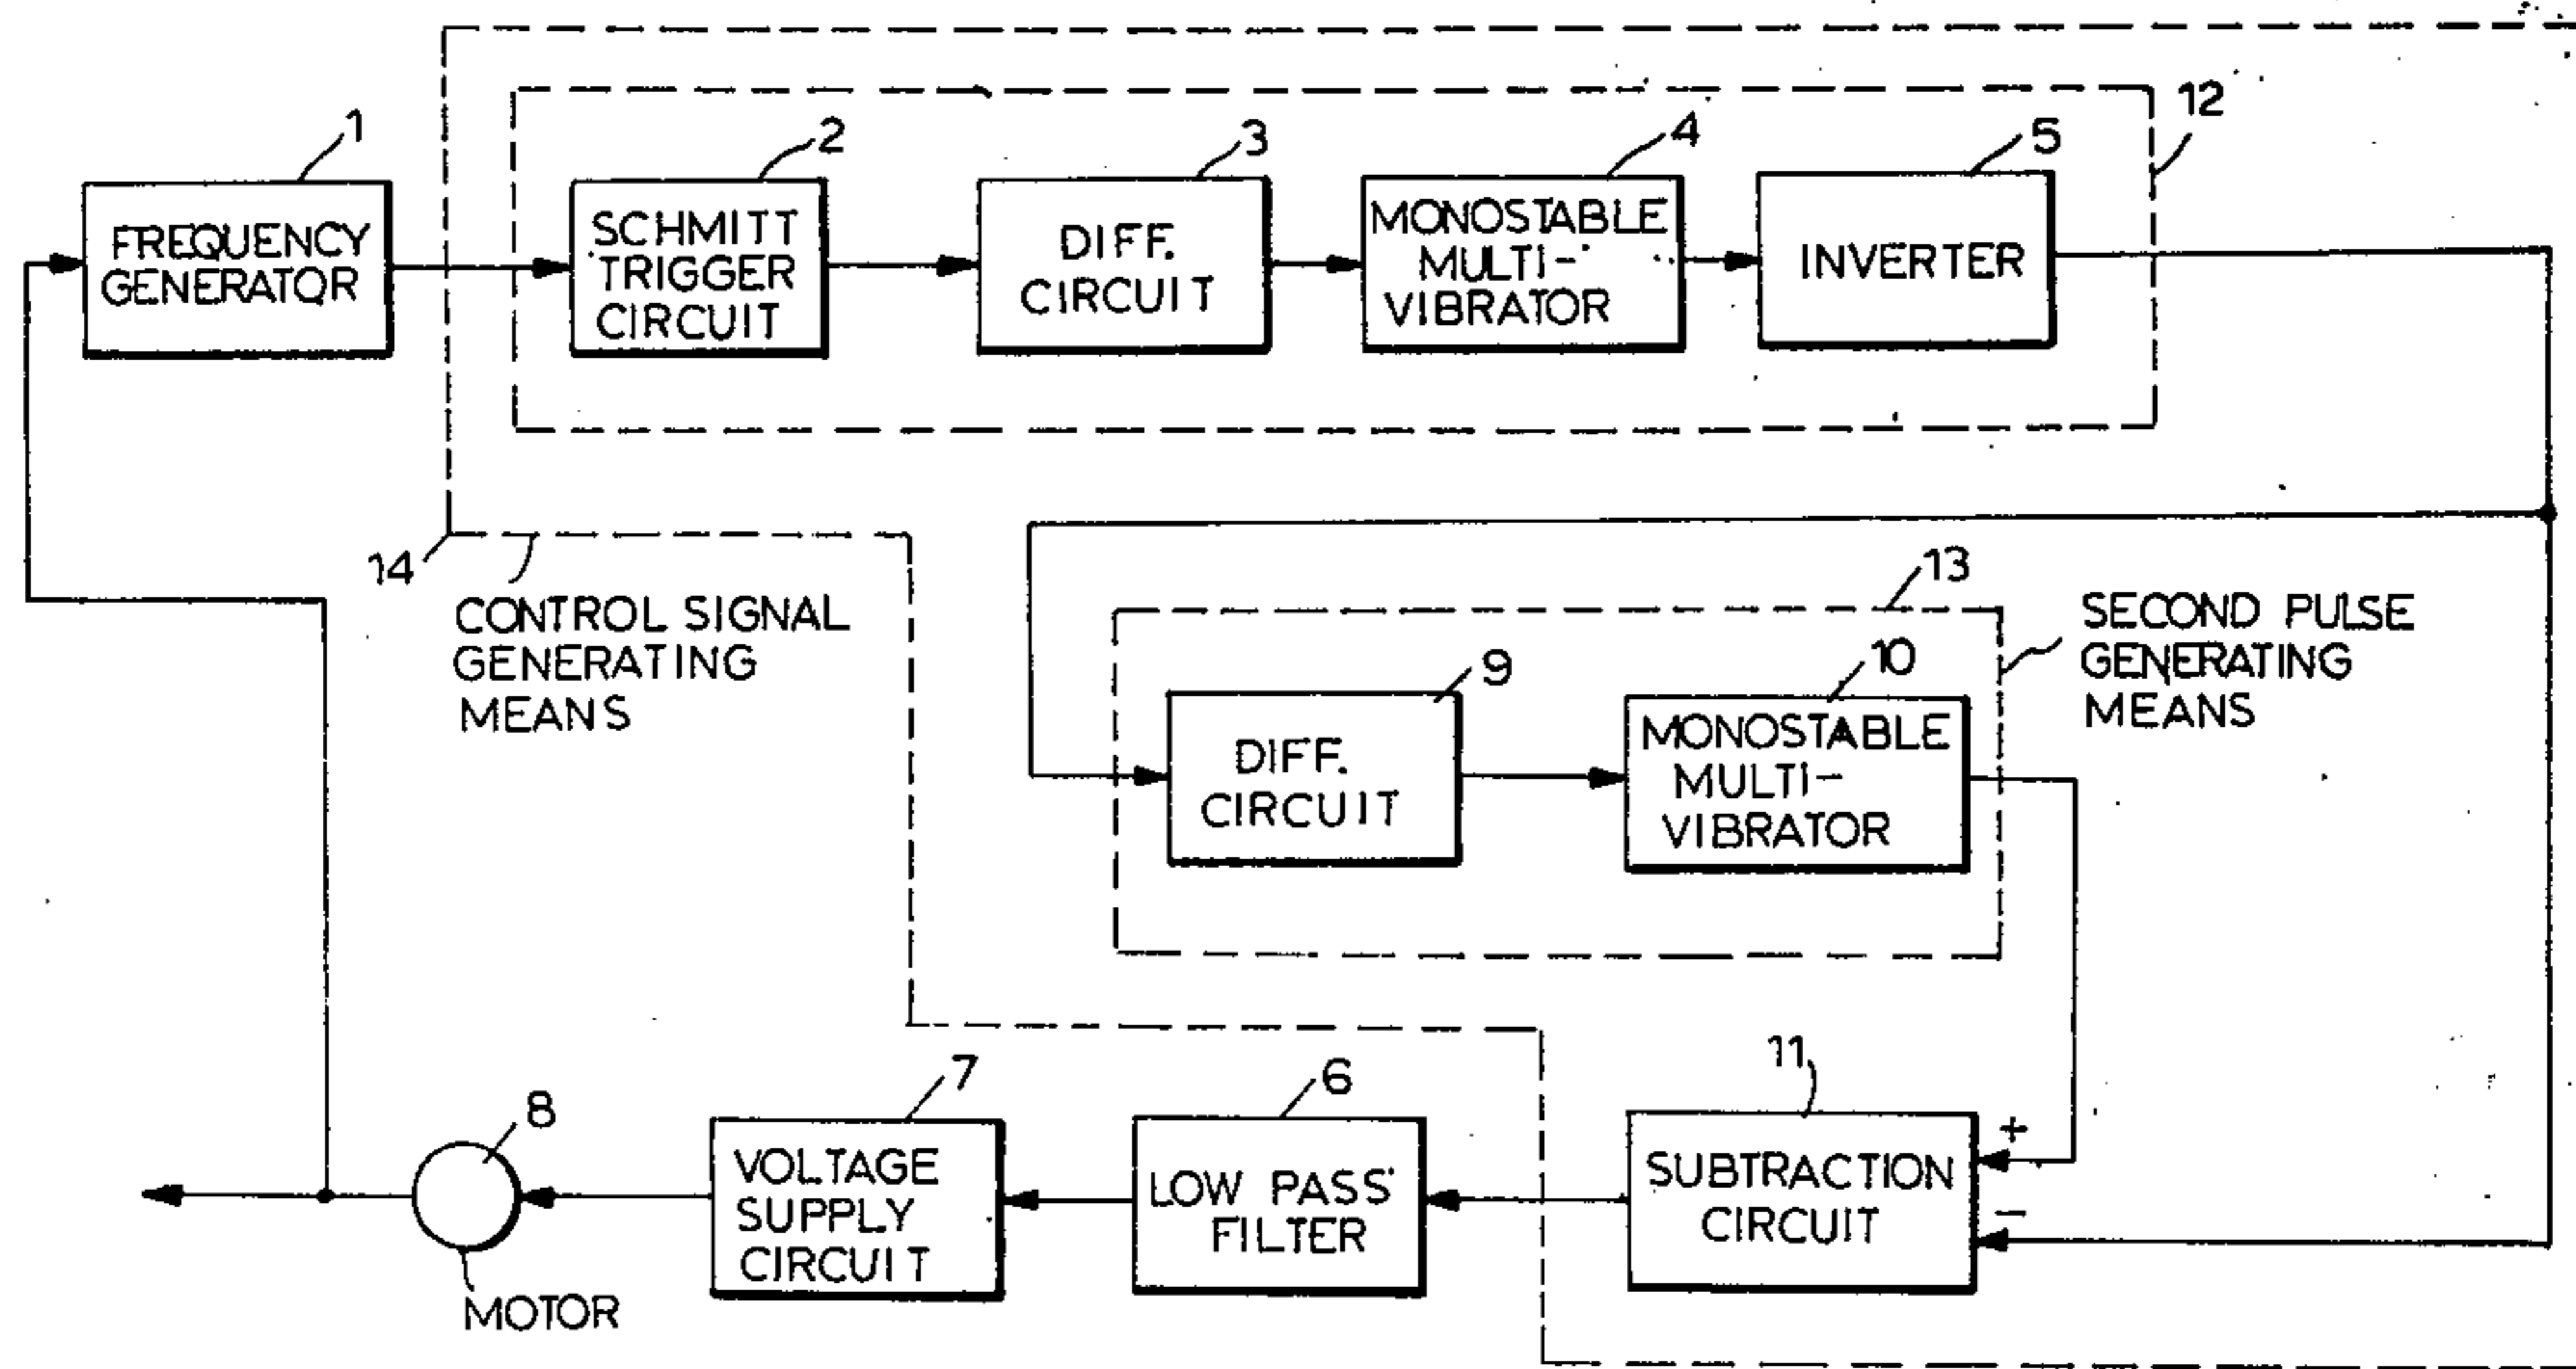 12
1
2
3
4
5
FREQUENCY
GENERATOR
SCHMITT
TRIGGER
CIRCUIT
DIFF.
CIRCUIT
MONOSTABLE
MULTI-
VIBRATOR
INVERTER
14
CONTROL SIGNAL
GENERATING
MEANS
13
SECOND PULSE
GENERATING
MEANS
9
10
DIFF.
CIRCUIT
MONOSTABLE
MULTI-
VIBRATOR
8
7
6
11
MOTOR
VOLTAGE
SUPPLY
CIRCUIT
LOW PASS
FILTER
SUBTRACTION
CIRCUIT
+
−